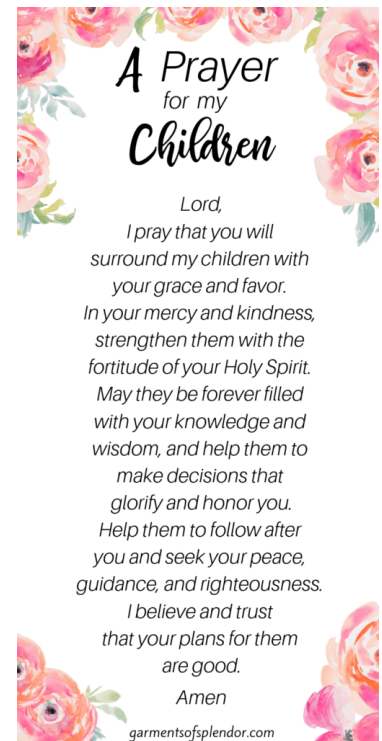 A Prayer
for my
Children
Lord,
I pray that you will
surround my children with
your grace and favor.
In your mercy and kindness,
strengthen them with the
fortitude of your Holy Spirit.
May they be forever filled
with your knowledge and
wisdom, and help them to
make decisions that
glorify and honor you.
Help them to follow after
you and seek your peace,
guidance, and righteousness.
I believe and trust
that your plans for them
are good.
Amen
garmentsofsplendor.com